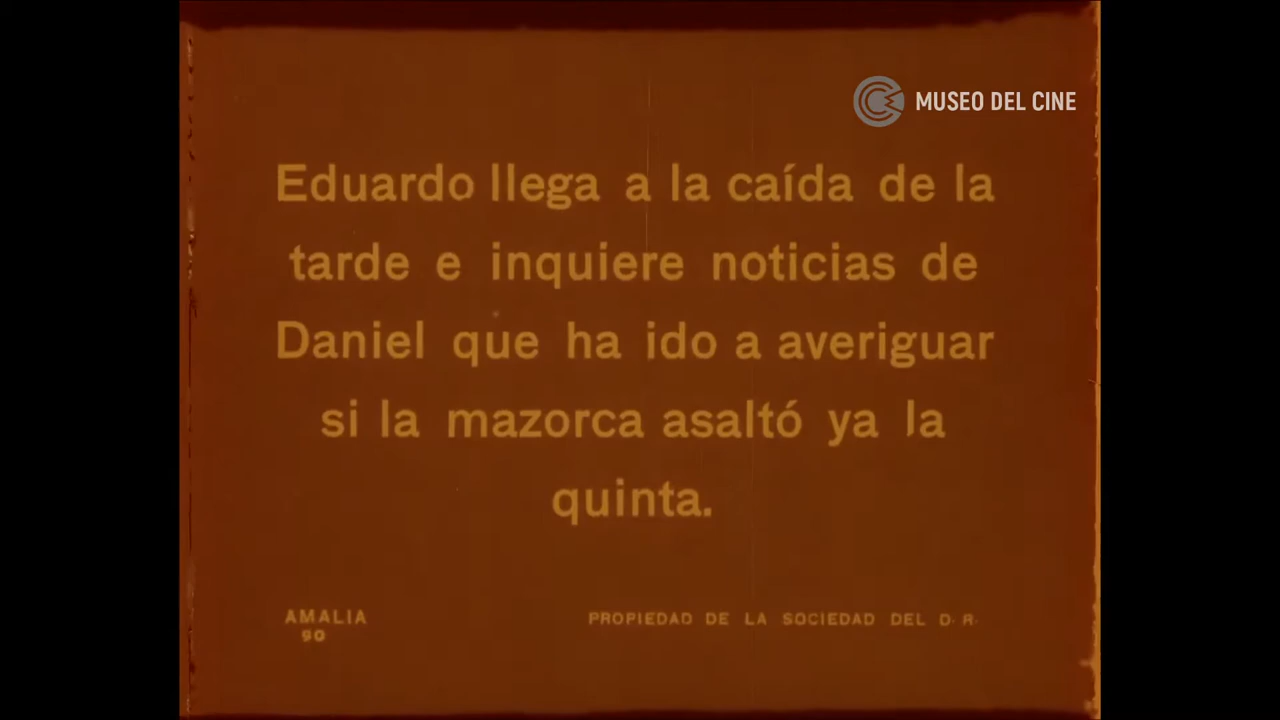 MUSEO DEL CINE
Eduardo llega a la caída de la
tarde e inquiere noticias de
Daniel que ha ido a averiguar
si la mazorca asaltó ya la
quinta.
AMALIA
90
PROPIEDAD DE LA SOCIEDAD DEL D. R.